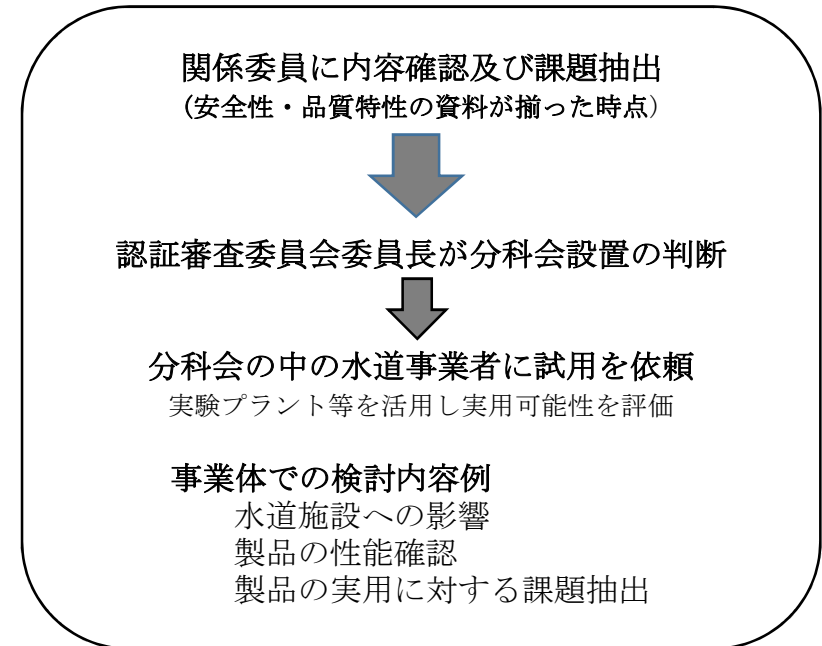 関係委員に内容確認及び課題抽出
(安全性・品質特性の資料が揃った時点)
認証審査委員会委員長が分科会設置の判断
分科会の中の水道事業者に試用を依頼
実験プラント等を活用し実用可能性を評価
事業体での検討内容例
水道施設への影響
製品の性能確認
製品の実用に対する課題抽出